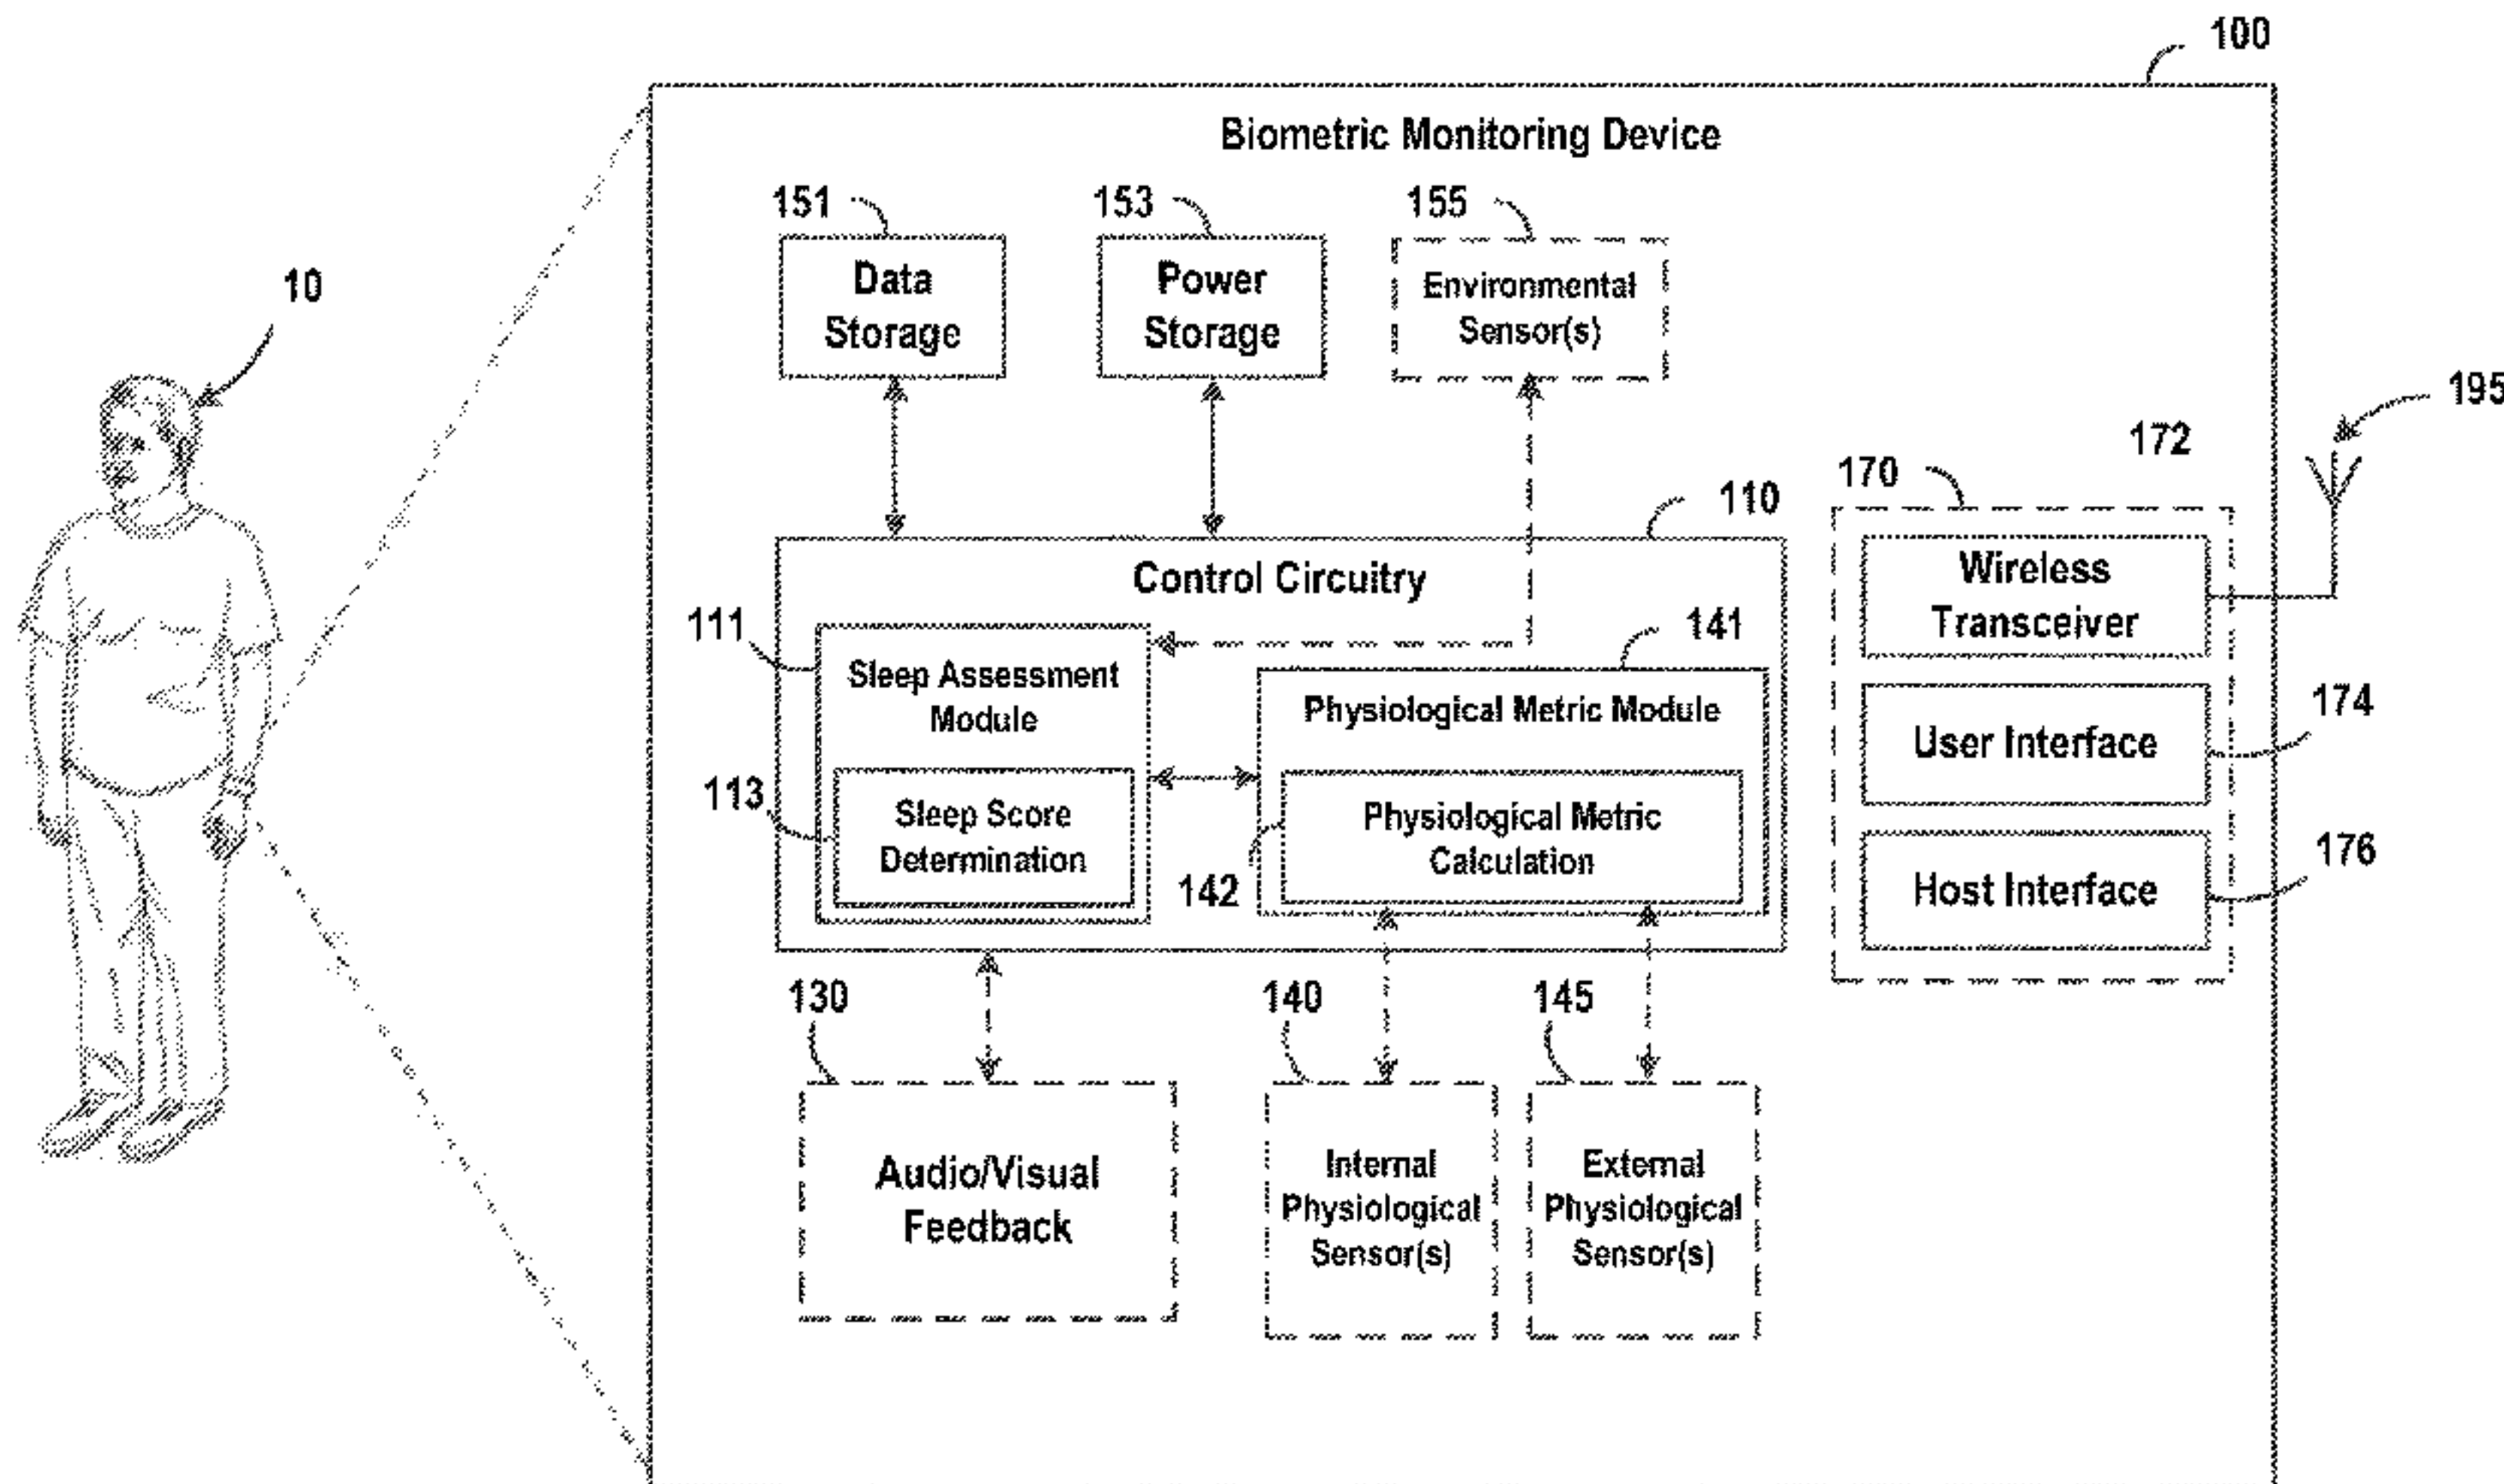 100
Biometric Monitoring Device
151
153
155
Data
Storage
Power
Storage
Environmental
Sensor(s)
10
195
172
170
110
Control Circuitry
Wireless
Transceiver
111
141
Sleep Assessment
Module
Physiological Metric Module
174
User Interface
113
Sleep Score
Determination
Physiological Metric
Calculation
142
176
Host Interface
130
140
145
Audio/Visual
Feedback
Internal
Physiological
Sensor(s)
External
Physiological
Sensor(s)